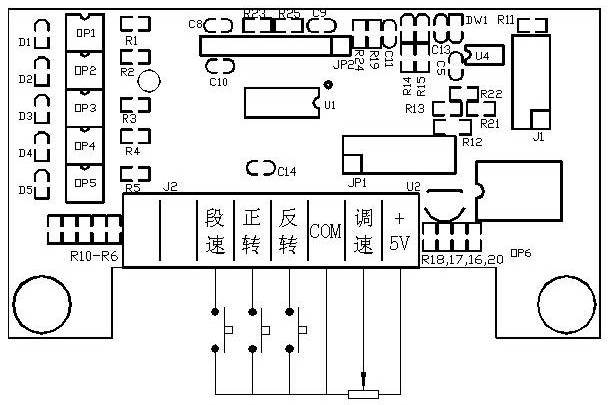 C8 R23 R25 C9 DW1 R11
D1 OP1 R1 C13
D2 OP2 R2 C10 JP2 R24 R19 C11 R14 R15 C5 U4
D3 OP3 R3 U1 R13 R22 R21 J1
D4 OP4 R4 R12
D5 OP5 R5 J2 C14 JP1 U2
段速 正转 反转 COM 调速 +5V
R10-R6 R18,17,16,20 OP6